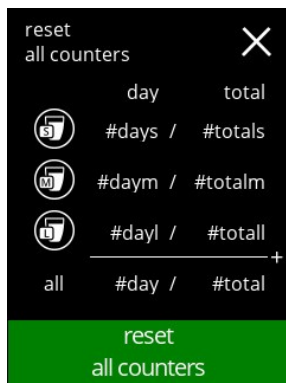 reset
all counters
day total
S #days / #totals
M #daym / #totalm
L #dayl / #totall
+
all #day / #total
reset
all counters